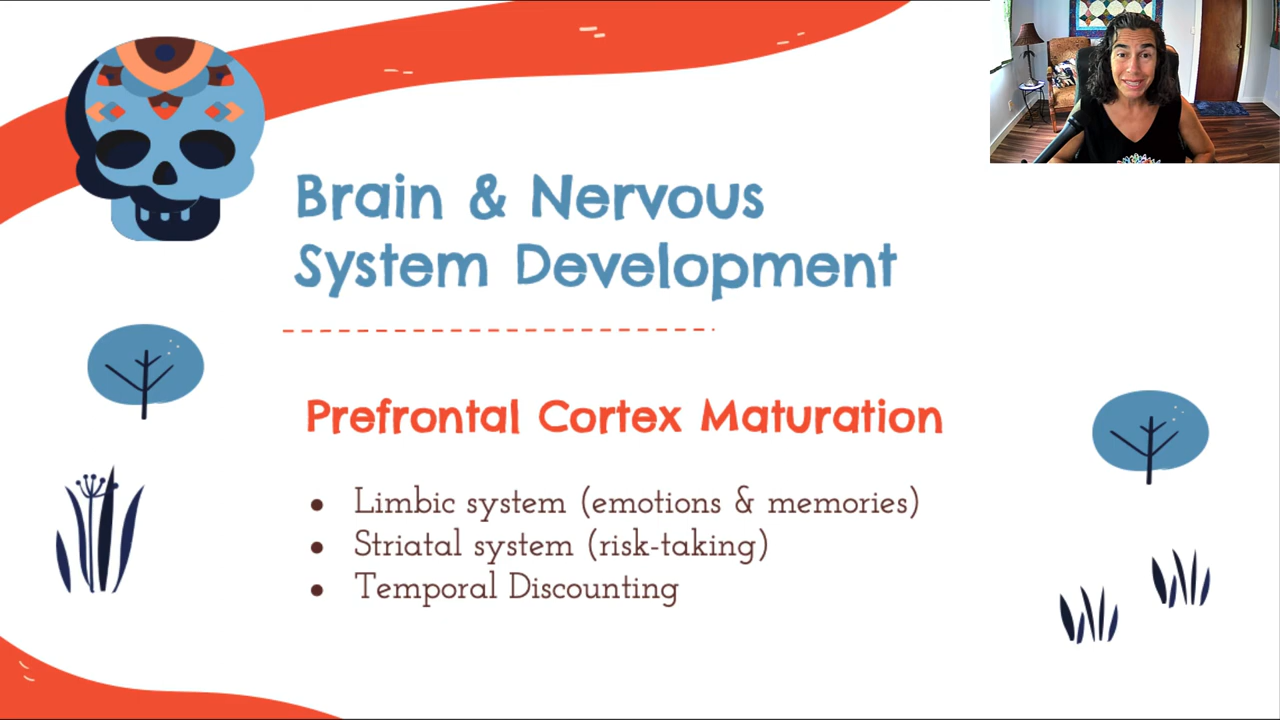 Brain & Nervous
System Development
Prefrontal Cortex Maturation
● Limbic system (emotions & memories)
● Striatal system (risk-taking)
● Temporal Discounting